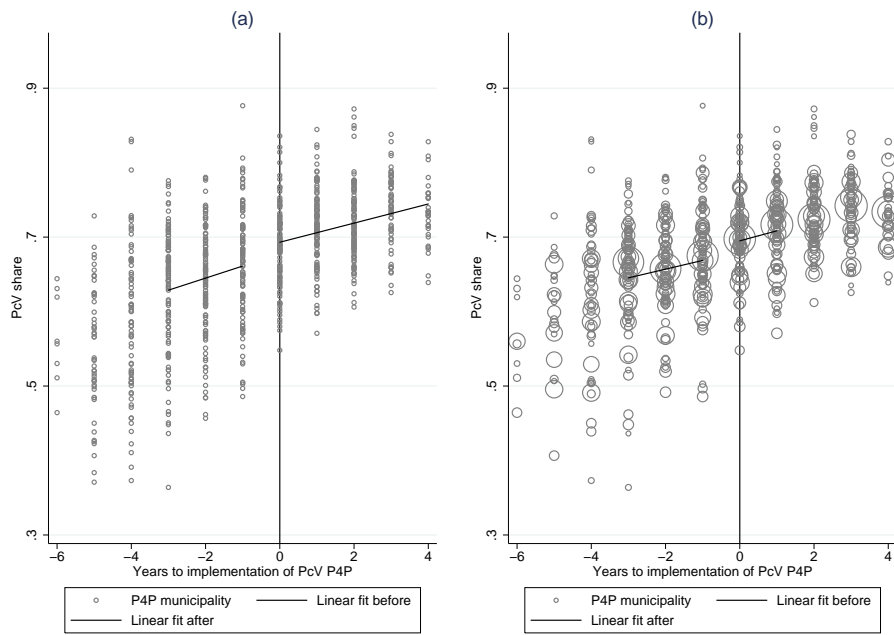 (a)
.9
.7
.5
.3
PcV share
−6 −4 −2 0 2 4
Years to implementation of PcV P4P
P4P municipality Linear fit before
Linear fit after
(b)
.9
.7
.5
.3
PcV share
−6 −4 −2 0 2 4
Years to implementation of PcV P4P
P4P municipality Linear fit before
Linear fit after